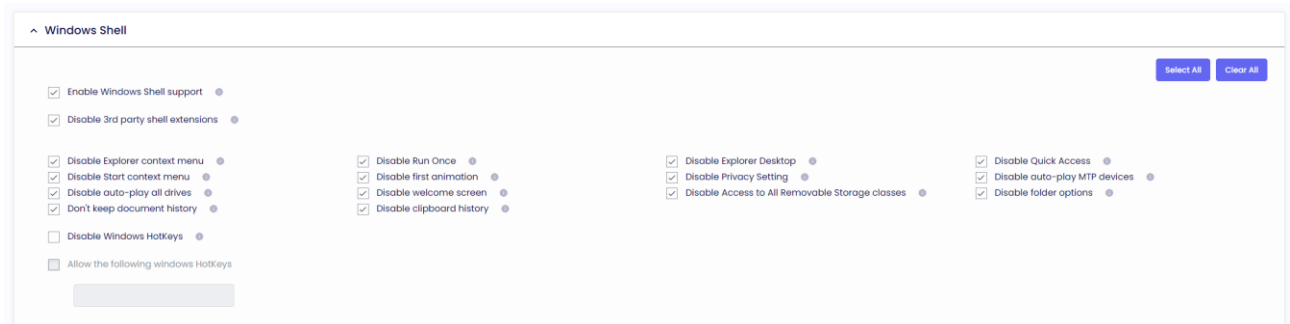 Windows Shell
Select All Clear All
Enable Windows Shell support
Disable 3rd party shell extensions
Disable Explorer context menu Disable Run Once Disable Explorer Desktop Disable Quick Access
Disable Start context menu Disable first animation Disable Privacy Setting Disable auto-play MTP devices
Disable auto-play all drives Disable welcome screen Disable Access to All Removable Storage classes Disable folder options
Don't keep document history Disable clipboard history
Disable Windows HotKeys
Allow the following windows HotKeys